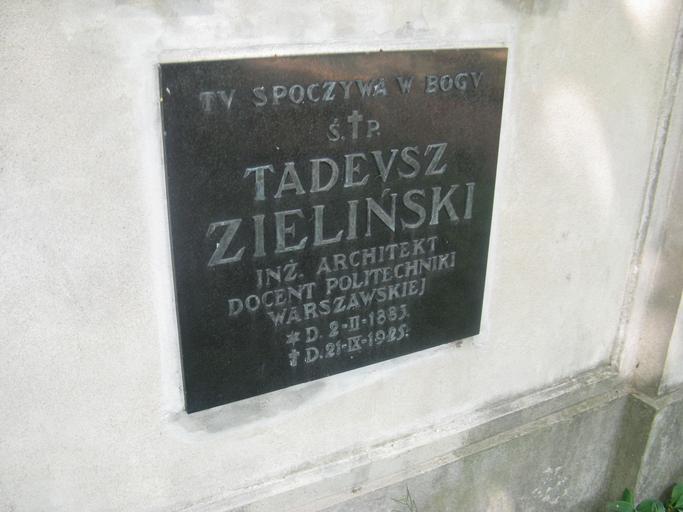 TV SPOCZYWA W BOGV
Ś.†P.
TADEVSZ
ZIELIŃSKI
INŻ. ARCHITEKT
DOCENT POLITECHNIKI
WARSZAWSKIEJ
* D. 2-II-1883.
† D. 21-IX-1925.